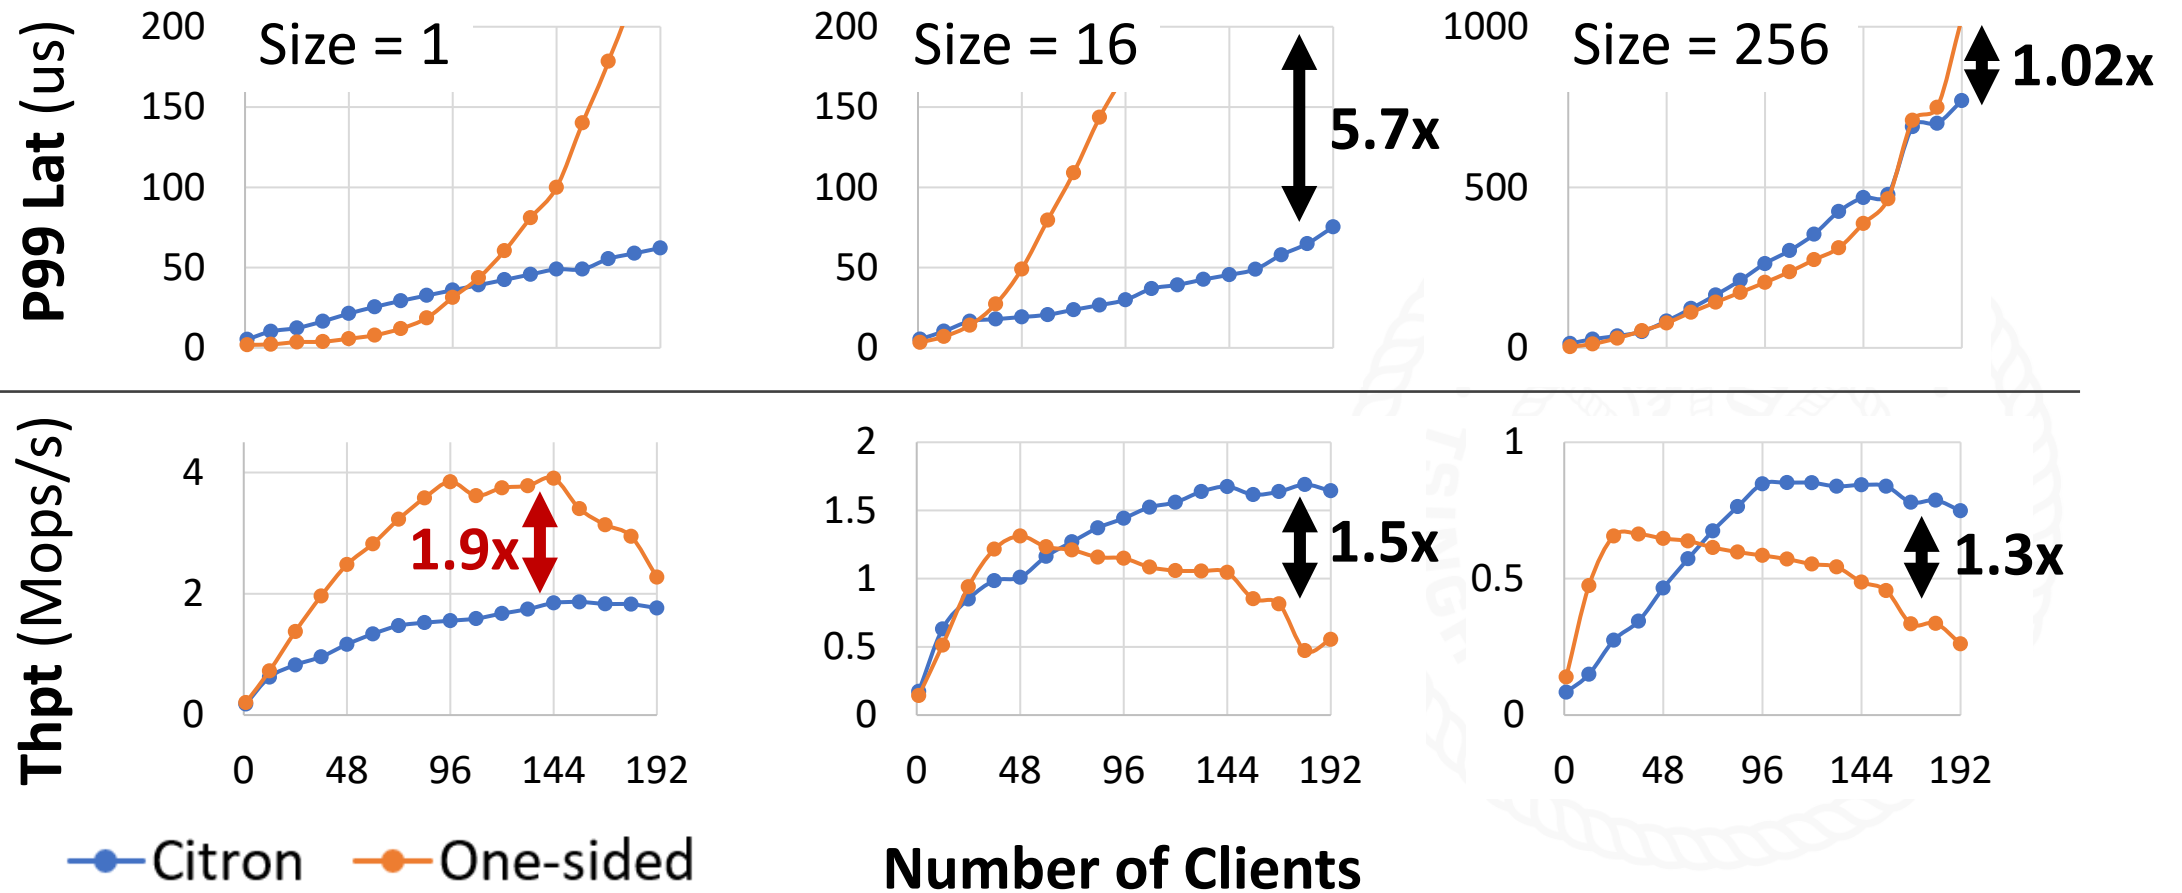 P99 Lat (us)
Size = 1
200
150
100
50
0
Size = 16
200
150
100
50
0
5.7x
Size = 256
1000
500
0
1.02x
Thpt (Mops/s)
4
2
0
1.9x
0 48 96 144 192
2
1.5
1
0.5
0
1.5x
0 48 96 144 192
1
0.5
0
1.3x
0 48 96 144 192
Citron One-sided
Number of Clients